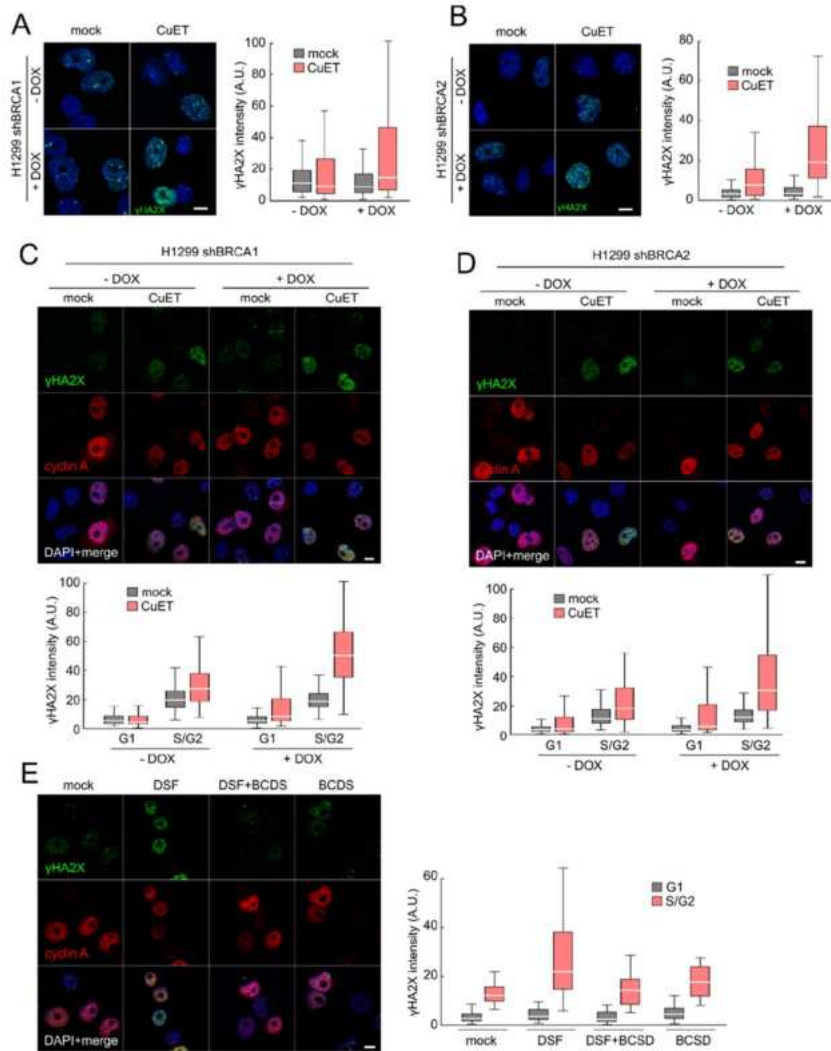 A
mock CuET
H1299 shBRCA1
- DOX
+ DOX
γHA2X
γHA2X intensity (A.U.)
100
80
60
40
20
0
mock
CuET
- DOX + DOX
B
mock CuET
H1299 shBRCA2
- DOX
+ DOX
γHA2X
γHA2X intensity (A.U.)
80
60
40
20
0
mock
CuET
- DOX + DOX
C
H1299 shBRCA1
- DOX + DOX
mock CuET mock CuET
γHA2X
cyclin A
DAPI+merge
γHA2X intensity (A.U.)
100
80
60
40
20
0
mock
CuET
G1 S/G2 G1 S/G2
- DOX + DOX
D
H1299 shBRCA2
- DOX + DOX
mock CuET mock CuET
γHA2X
cyclin A
DAPI+merge
γHA2X intensity (A.U.)
100
80
60
40
20
0
mock
CuET
G1 S/G2 G1 S/G2
- DOX + DOX
E
mock DSF DSF+BCDS BCDS
γHA2X
cyclin A
DAPI+merge
γHA2X intensity (A.U.)
60
40
20
0
G1
S/G2
mock DSF DSF+BCSD BCSD